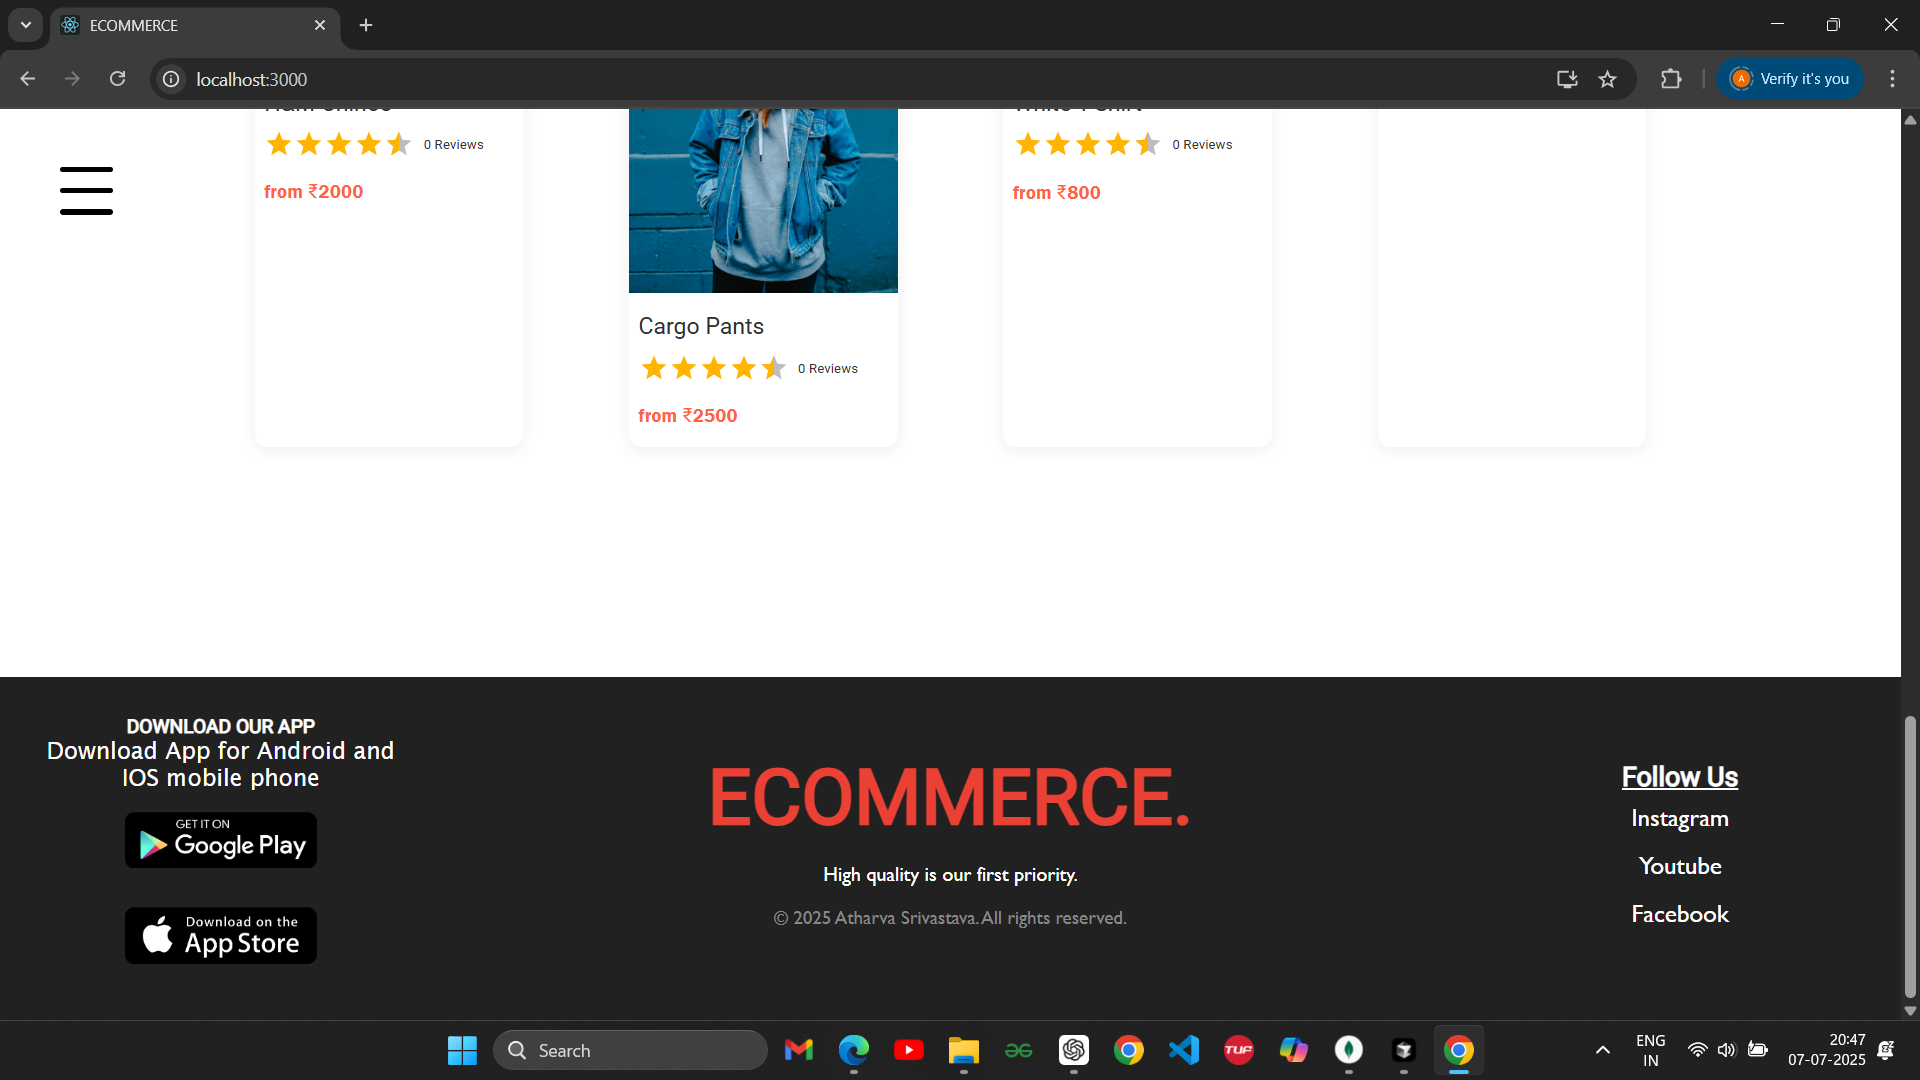 ECOMMERCE
localhost:3000
Verify it's you
0 Reviews
from ₹2000
Cargo Pants
0 Reviews
from ₹2500
White T-Shirt
0 Reviews
from ₹800
DOWNLOAD OUR APP
Download App for Android and
IOS mobile phone
GET IT ON
Google Play
Download on the
App Store
ECOMMERCE.
High quality is our first priority.
© 2025 Atharva Srivastava. All rights reserved.
Follow Us
Instagram
Youtube
Facebook
Search
TUF
ENG
IN
20:47
07-07-2025